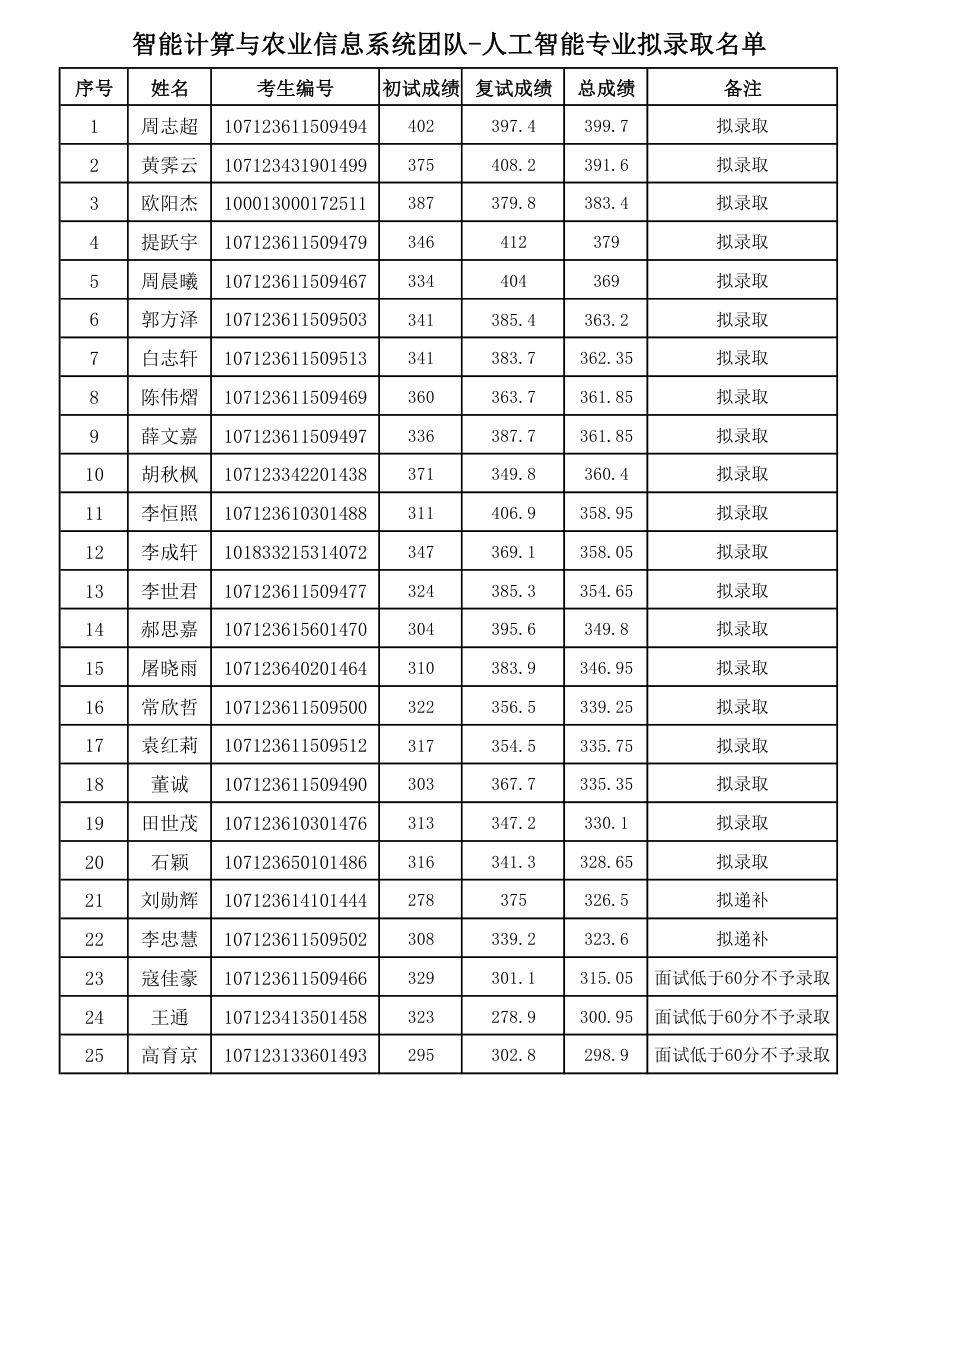 智能计算与农业信息系统团队-人工智能专业拟录取名单
序号 姓名 考生编号 初试成绩 复试成绩 总成绩 备注
1 周志超 107123611509494 402 397.4 399.7 拟录取
2 黄霁云 107123431901499 375 408.2 391.6 拟录取
3 欧阳杰 100013000172511 387 379.8 383.4 拟录取
4 提跃宇 107123611509479 346 412 379 拟录取
5 周晨曦 107123611509467 334 404 369 拟录取
6 郭方泽 107123611509503 341 385.4 363.2 拟录取
7 白志轩 107123611509513 341 383.7 362.35 拟录取
8 陈伟熠 107123611509469 360 363.7 361.85 拟录取
9 薛文嘉 107123611509497 336 387.7 361.85 拟录取
10 胡秋枫 107123342201438 371 349.8 360.4 拟录取
11 李恒照 107123610301488 311 406.9 358.95 拟录取
12 李成轩 101833215314072 347 369.1 358.05 拟录取
13 李世君 107123611509477 324 385.3 354.65 拟录取
14 郝思嘉 107123615601470 304 395.6 349.8 拟录取
15 屠晓雨 107123640201464 310 383.9 346.95 拟录取
16 常欣哲 107123611509500 322 356.5 339.25 拟录取
17 袁红莉 107123611509512 317 354.5 335.75 拟录取
18 董诚 107123611509490 303 367.7 335.35 拟录取
19 田世茂 107123610301476 313 347.2 330.1 拟录取
20 石颖 107123650101486 316 341.3 328.65 拟录取
21 刘勋辉 107123614101444 278 375 326.5 拟递补
22 李忠慧 107123611509502 308 339.2 323.6 拟递补
23 寇佳豪 107123611509466 329 301.1 315.05 面试低于60分不予录取
24 王通 107123413501458 323 278.9 300.95 面试低于60分不予录取
25 高育京 107123133601493 295 302.8 298.9 面试低于60分不予录取